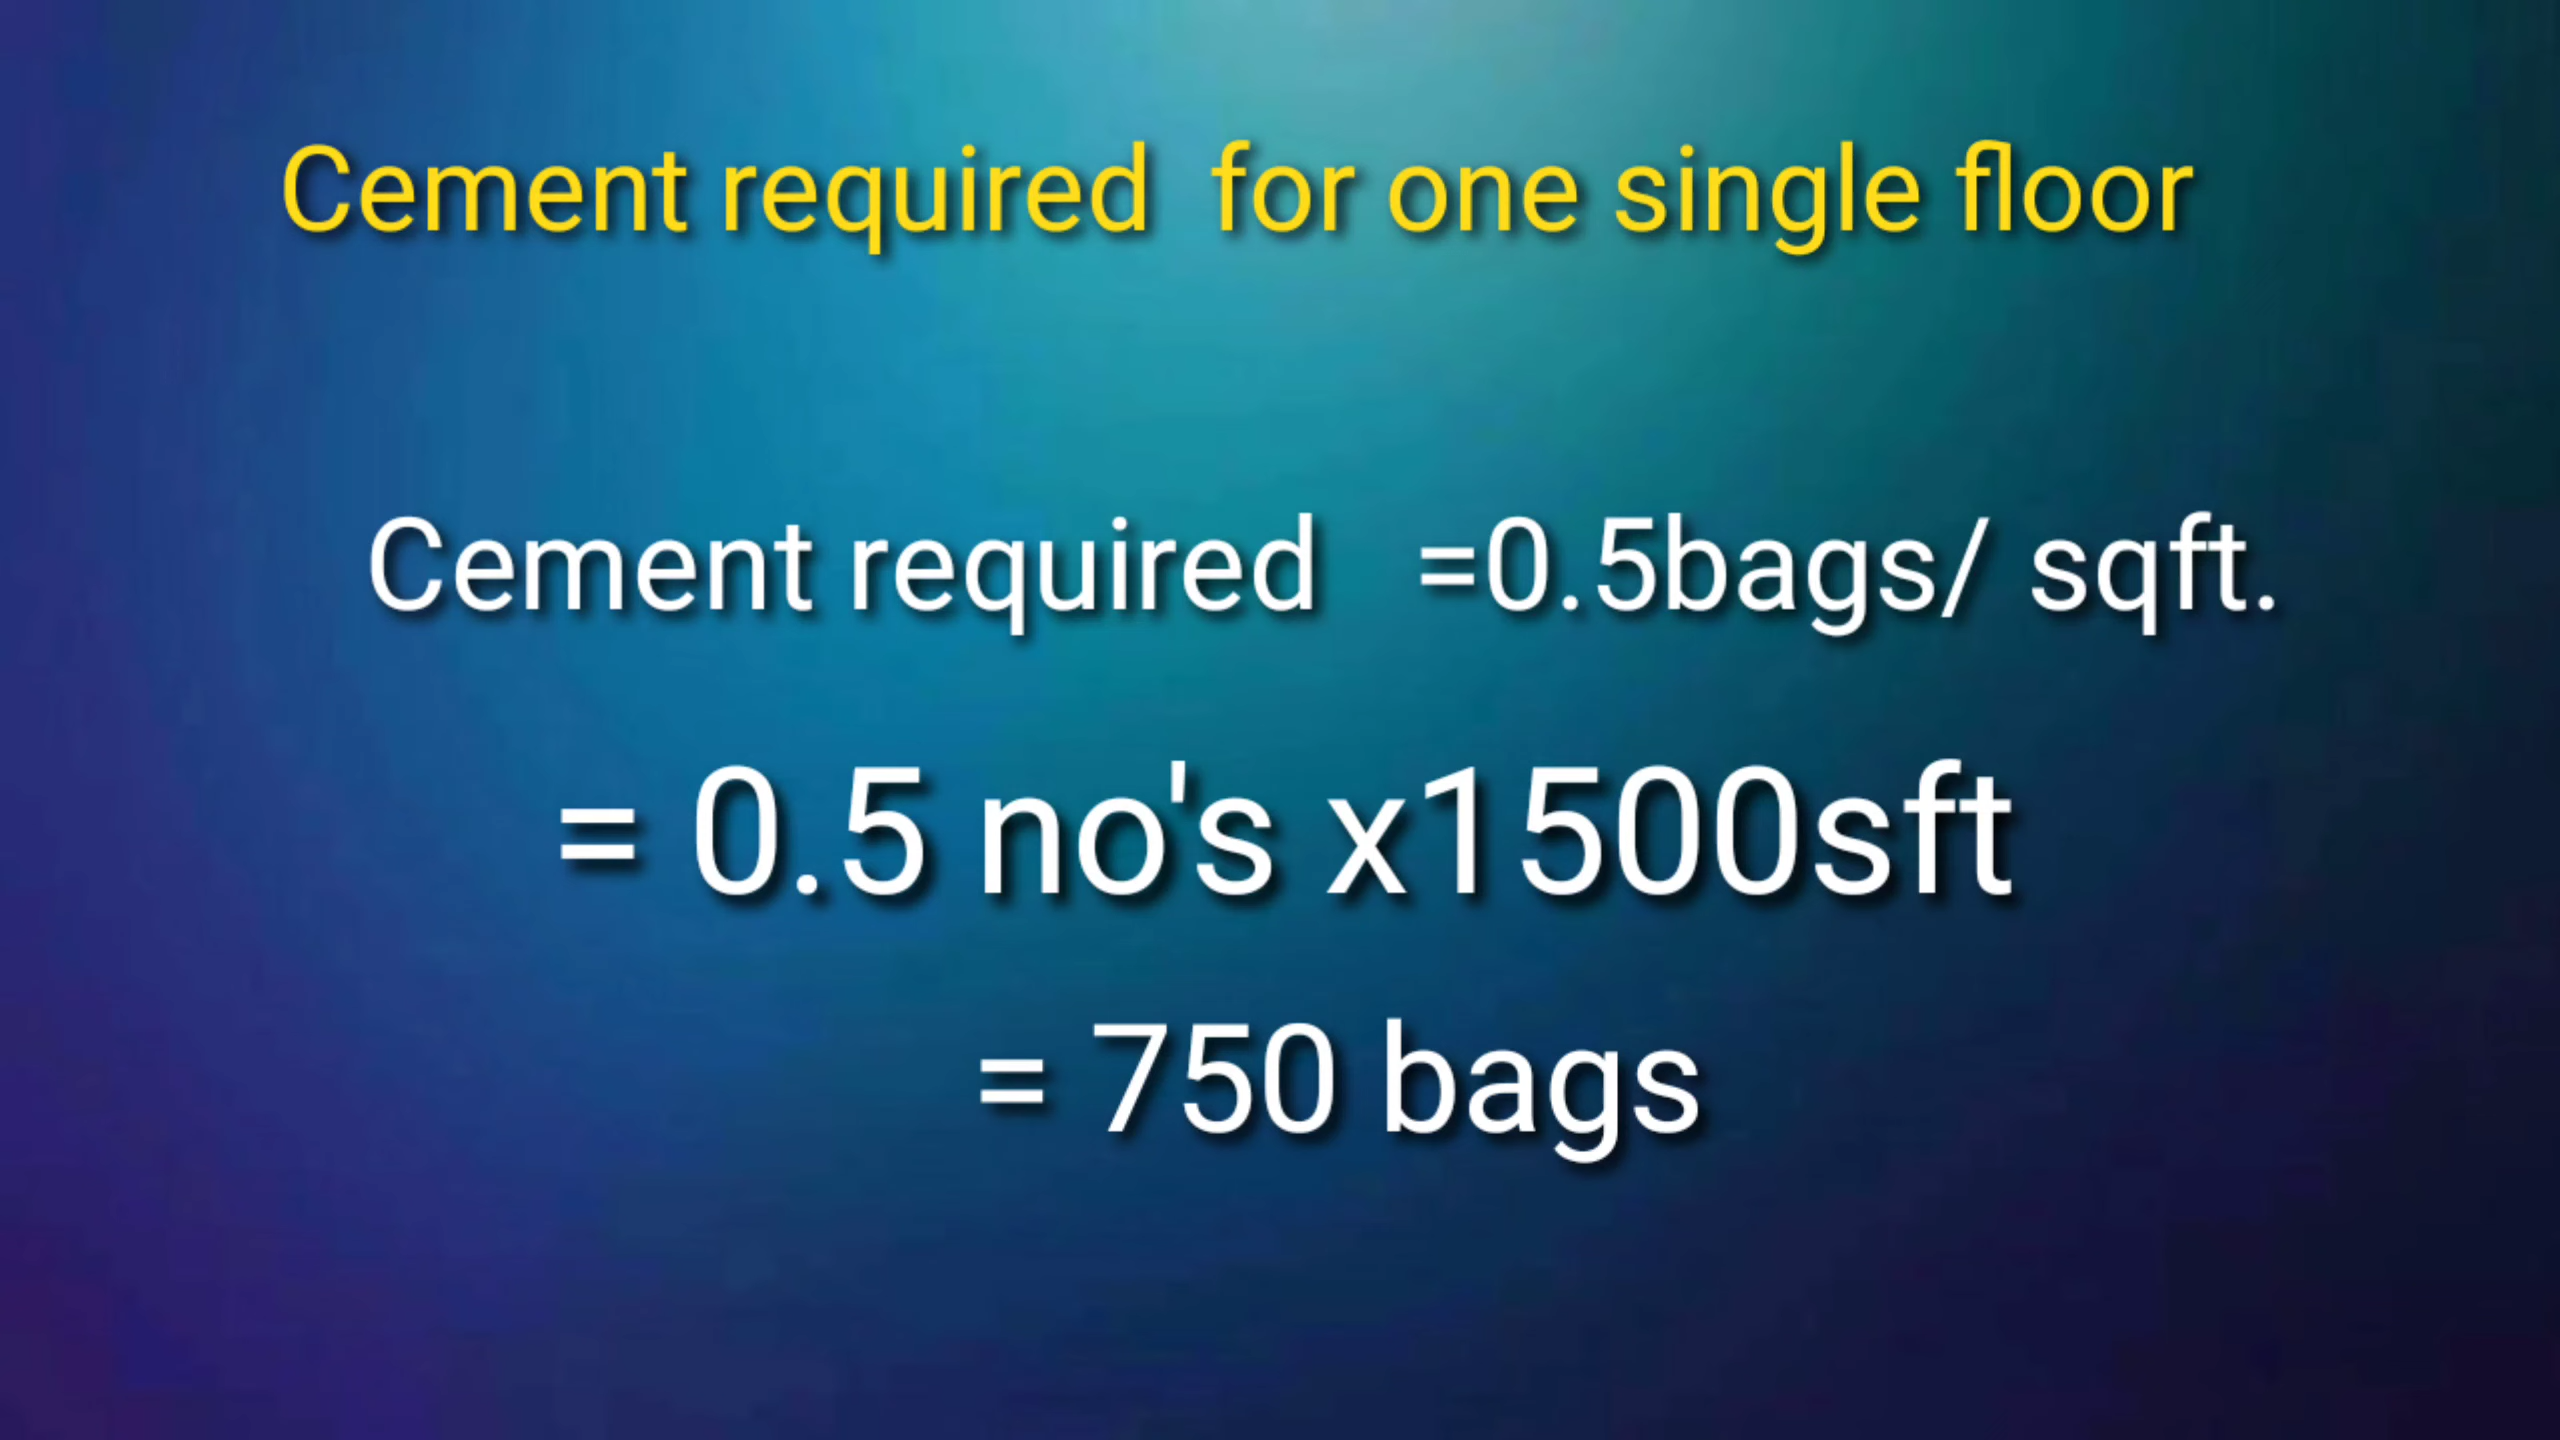 Cement required for one single floor
Cement required =0.5bags/ sqft.
= 0.5 no's x1500sft
= 750 bags